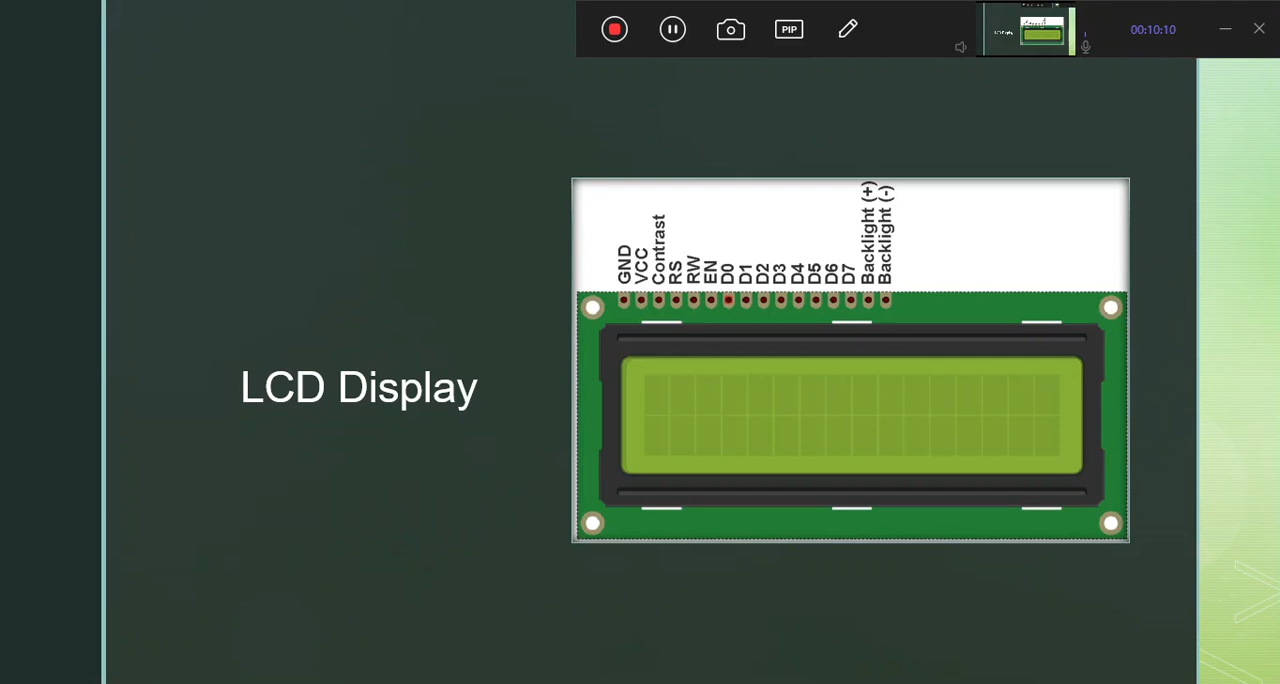 PIP
00:10:10
GND
VCC
Contrast
RS
RW
EN
D0
D1
D2
D3
D4
D5
D6
D7
Backlight (+)
Backlight (-)
LCD Display